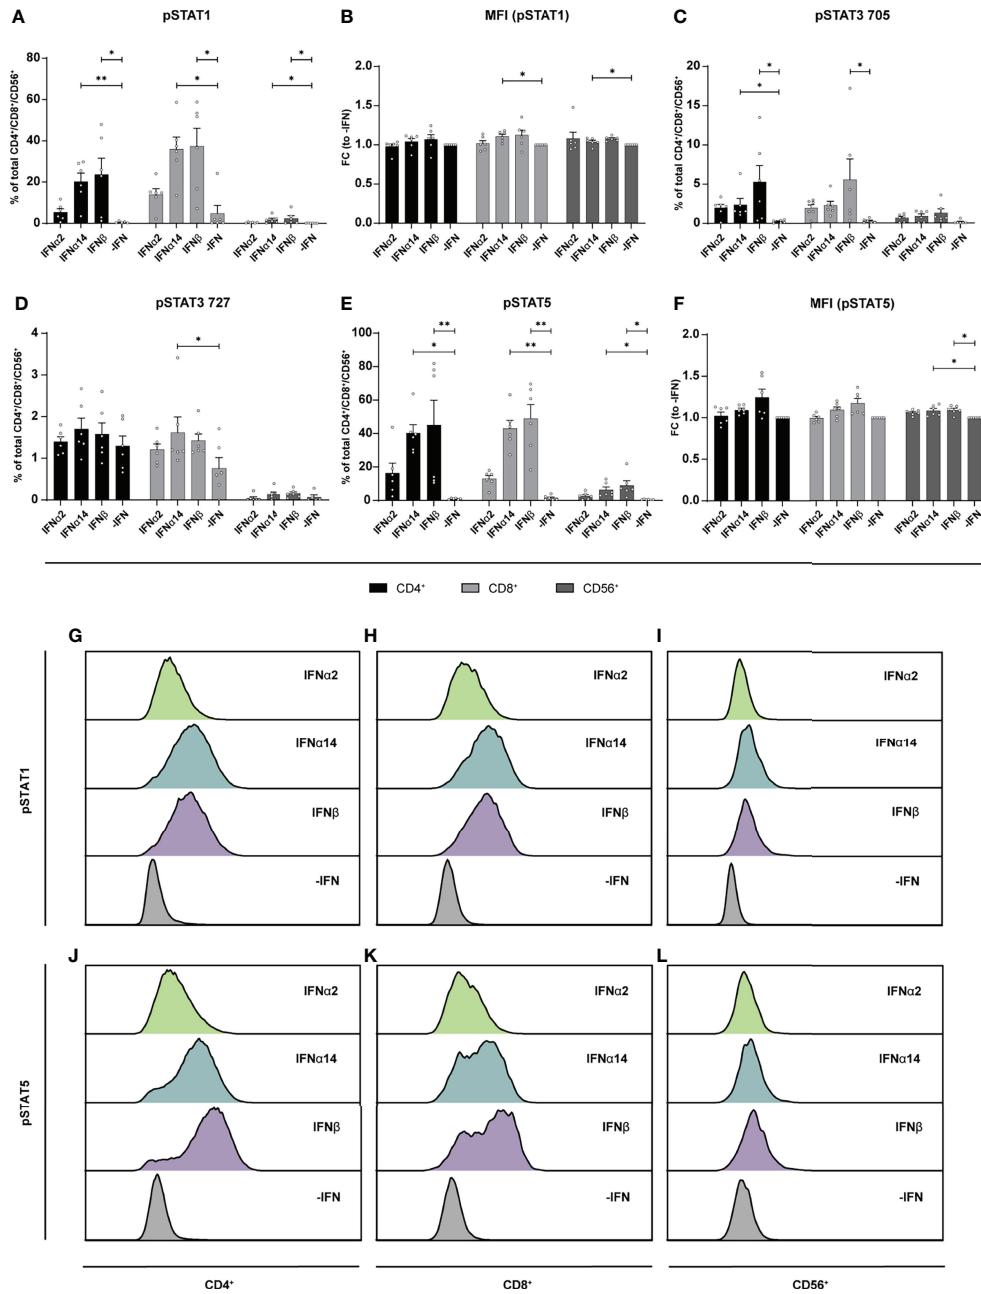 A
pSTAT1
% of total CD4⁺/CD8⁺/CD56⁺
80
60
40
20
0
*
**
*
*
*
*
IFNα2
IFNα14
IFNβ
-IFN
IFNα2
IFNα14
IFNβ
-IFN
IFNα2
IFNα14
IFNβ
-IFN
B
MFI (pSTAT1)
FC (to -IFN)
2.0
1.5
1.0
0.5
0.0
*
*
IFNα2
IFNα14
IFNβ
-IFN
IFNα2
IFNα14
IFNβ
-IFN
IFNα2
IFNα14
IFNβ
-IFN
C
pSTAT3 705
% of total CD4⁺/CD8⁺/CD56⁺
20
15
10
5
0
*
*
*
IFNα2
IFNα14
IFNβ
-IFN
IFNα2
IFNα14
IFNβ
-IFN
IFNα2
IFNα14
IFNβ
-IFN
D
pSTAT3 727
% of total CD4⁺/CD8⁺/CD56⁺
4
3
2
1
0
*
IFNα2
IFNα14
IFNβ
-IFN
IFNα2
IFNα14
IFNβ
-IFN
IFNα2
IFNα14
IFNβ
-IFN
E
pSTAT5
% of total CD4⁺/CD8⁺/CD56⁺
100
80
60
40
20
0
**
*
**
**
*
*
IFNα2
IFNα14
IFNβ
-IFN
IFNα2
IFNα14
IFNβ
-IFN
IFNα2
IFNα14
IFNβ
-IFN
F
MFI (pSTAT5)
FC (to -IFN)
2.0
1.5
1.0
0.5
0.0
*
*
IFNα2
IFNα14
IFNβ
-IFN
IFNα2
IFNα14
IFNβ
-IFN
IFNα2
IFNα14
IFNβ
-IFN
CD4⁺ CD8⁺ CD56⁺
pSTAT1
G
IFNα2
IFNα14
IFNβ
-IFN
H
IFNα2
IFNα14
IFNβ
-IFN
I
IFNα2
IFNα14
IFNβ
-IFN
pSTAT5
J
IFNα2
IFNα14
IFNβ
-IFN
K
IFNα2
IFNα14
IFNβ
-IFN
L
IFNα2
IFNα14
IFNβ
-IFN
CD4⁺ CD8⁺ CD56⁺